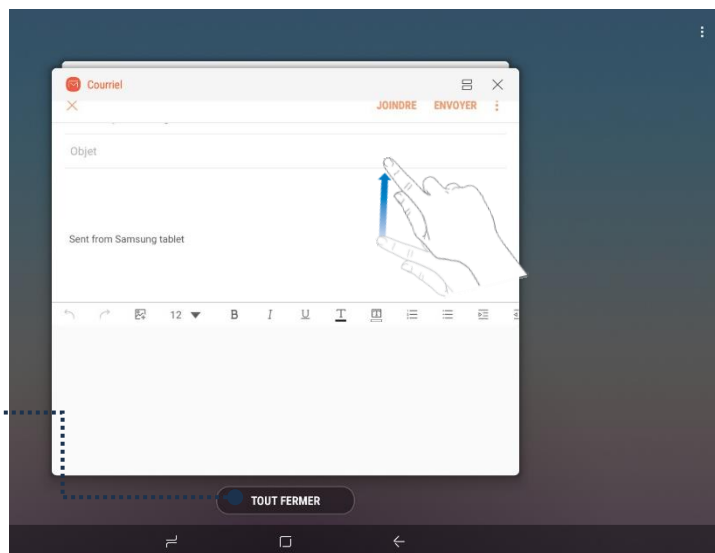 Courriel
JOINDRE ENVOYER
Objet
Sent from Samsung tablet
12 B I U T T
TOUT FERMER